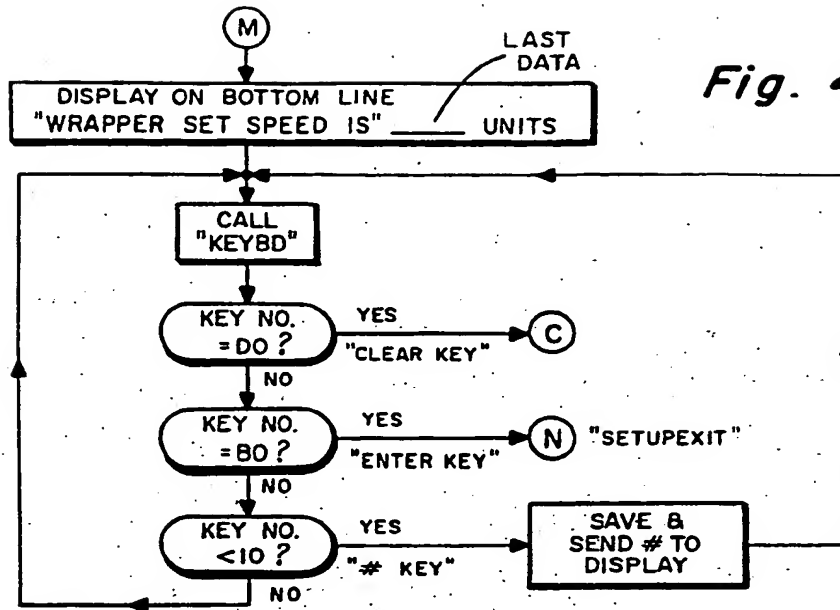 M
LAST
DATA
Fig. 4
DISPLAY ON BOTTOM LINE
"WRAPPER SET SPEED IS" _____ UNITS
CALL
"KEYBD"
KEY NO.
=DO?
YES
"CLEAR KEY"
C
NO
KEY NO.
=BO?
YES
"ENTER KEY"
N "SETUPEXIT"
NO
KEY NO.
<10?
YES
"# KEY"
SAVE &
SEND # TO
DISPLAY
NO